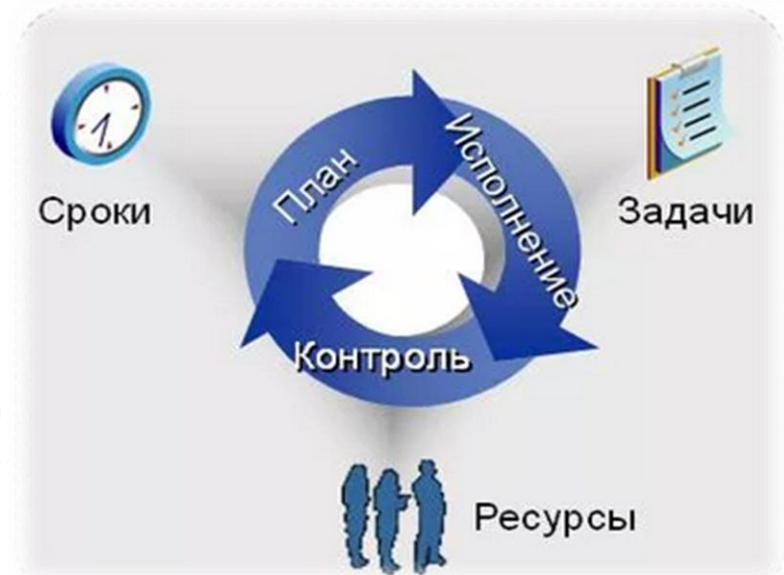 Сроки
Задачи
План
Исполнение
Контроль
Ресурсы